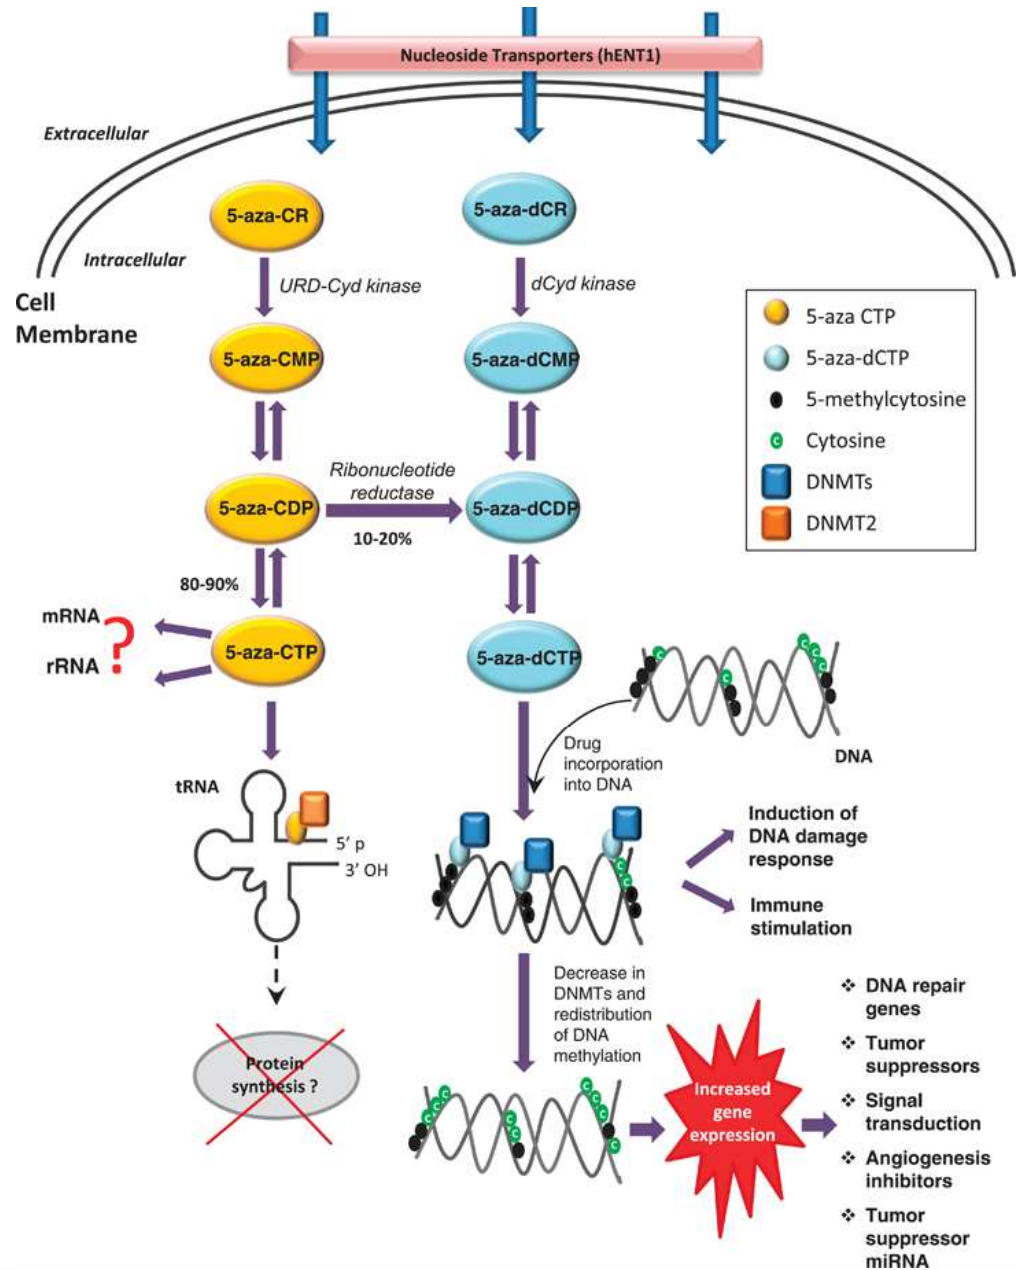 Nucleoside Transporters (hENT1)
Extracellular
Intracellular
Cell
Membrane
5-aza-CR
5-aza-dCR
URD-Cyd kinase
dCyd kinase
5-aza-CMP
5-aza-dCMP
5-aza CTP
5-aza-dCTP
5-methylcytosine
c
Cytosine
DNMTs
DNMT2
Ribonucleotide
reductase
5-aza-CDP
5-aza-dCDP
10-20%
80-90%
mRNA
rRNA
?
5-aza-CTP
5-aza-dCTP
c
c
c
c
c
DNA
Drug
incorporation
into DNA
tRNA
5' p
3' OH
c
c
Induction of
DNA damage
response
Immune
stimulation
Decrease in
DNMTs and
redistribution
of DNA
methylation
Protein
synthesis ?
c
c
c
c
c
c
c
c
c
c
Increased
gene
expression
❖ DNA repair
genes
❖ Tumor
suppressors
❖ Signal
transduction
❖ Angiogenesis
inhibitors
❖ Tumor
suppressor
miRNA